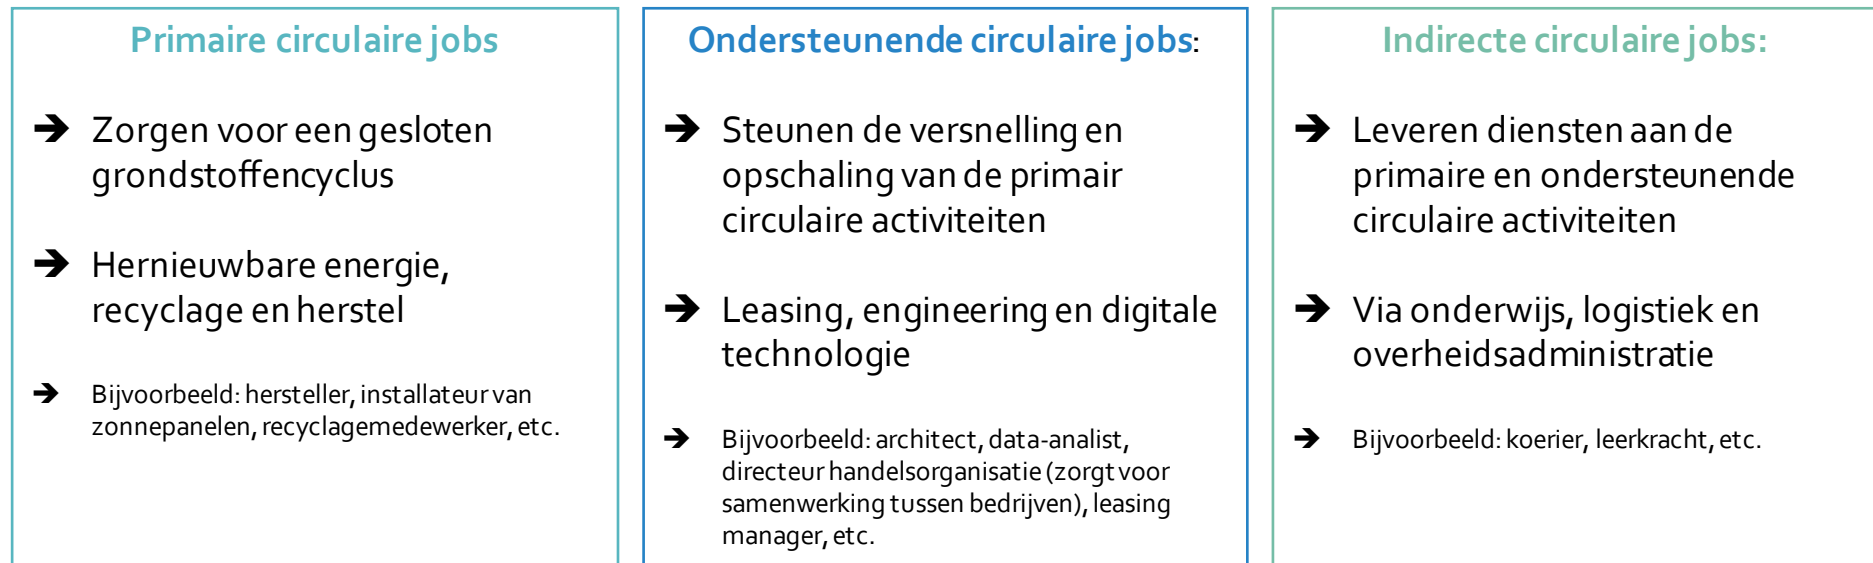 Primaire circulaire jobs
➔ Zorgen voor een gesloten
grondstoffencyclus
➔ Hernieuwbare energie,
recyclage en herstel
➔ Bijvoorbeeld: hersteller, installateur van
zonnepanelen, recyclagemedewerker, etc.
Ondersteunende circulaire jobs:
➔ Steunen de versnelling en
opschaling van de primair
circulaire activiteiten
➔ Leasing, engineering en digitale
technologie
➔ Bijvoorbeeld: architect, data-analist,
directeur handelsorganisatie (zorgt voor
samenwerking tussen bedrijven), leasing
manager, etc.
Indirecte circulaire jobs:
➔ Leveren diensten aan de
primaire en ondersteunende
circulaire activiteiten
➔ Via onderwijs, logistiek en
overheidsadministratie
➔ Bijvoorbeeld: koerier, leerkracht, etc.